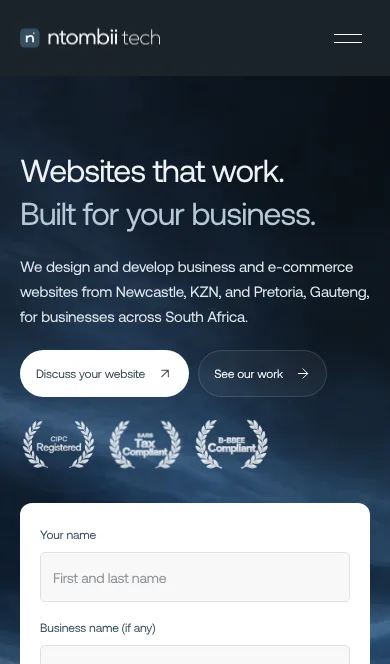 n ntombii tech
Websites that work.
Built for your business.
We design and develop business and e-commerce
websites from Newcastle, KZN, and Pretoria, Gauteng,
for businesses across South Africa.
Discuss your website
See our work
CIPC
Registered
SARS
Tax
Compliant
B-BBEE
Compliant
Your name
First and last name
Business name (if any)